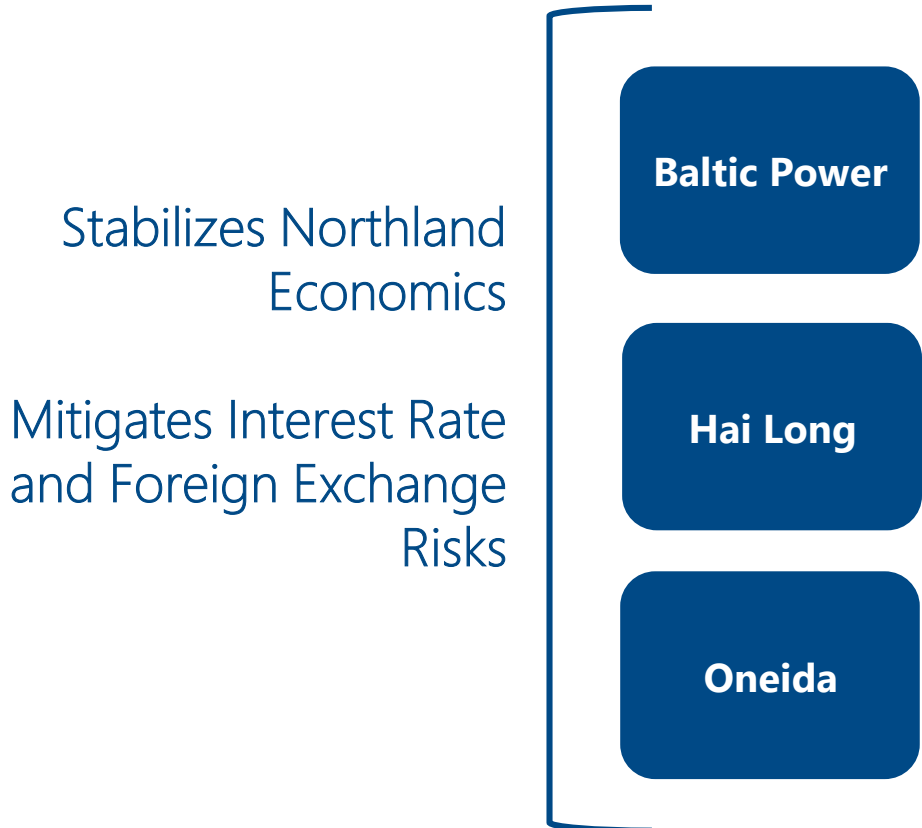 Stabilizes Northland
Economics
Mitigates Interest Rate
and Foreign Exchange
Risks
Baltic Power
Hai Long
Oneida